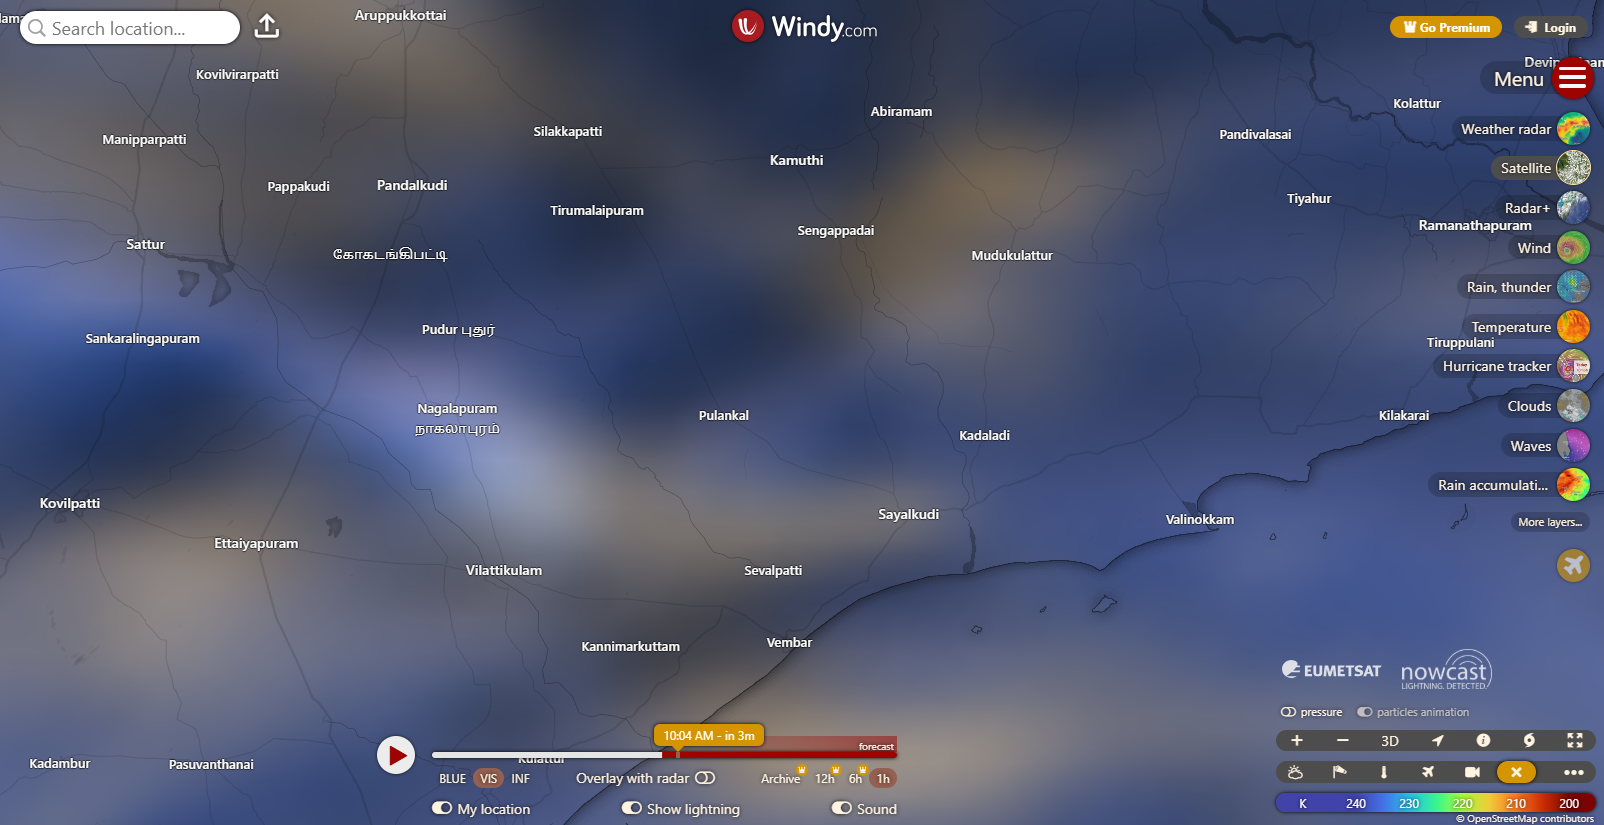 Aruppukkottai
Search location...
Windy.com
Go Premium
Login
Menu
Kovilvirarpatti
Kolattur
Abiramam
Weather radar
Silakkapatti
Pandivalasai
Manipparpatti
Kamuthi
Satellite
Pappakudi
Pandalkudi
Tiyahur
Radar+
Tirumalaipuram
Ramanathapuram
Sengappadai
Sattur
Wind
கோகடங்கிபட்டி
Mudukulattur
Rain, thunder
Temperature
Pudur புதுர்
Sankaralingapuram
Tiruppulani
Hurricane tracker
Clouds
Nagalapuram
நாகலாபுரம்
Pulankal
Kilakarai
Kadaladi
Waves
Rain accumulati...
Kovilpatti
Sayalkudi
Valinokkam
More layers...
Ettaiyapuram
Vilattikulam
Sevalpatti
Kannimarkuttam
Vembar
EUMETSAT
nowcast
LIGHTNING. DETECTED.
pressure
particles animation
10:04 AM - in 3m
forecast
3D
Kadambur
Pasuvanthanai
BLUE
VIS
INF
Overlay with radar
Archive
12h
6h
1h
My location
Show lightning
Sound
K
240
230
220
210
200
© OpenStreetMap contributors